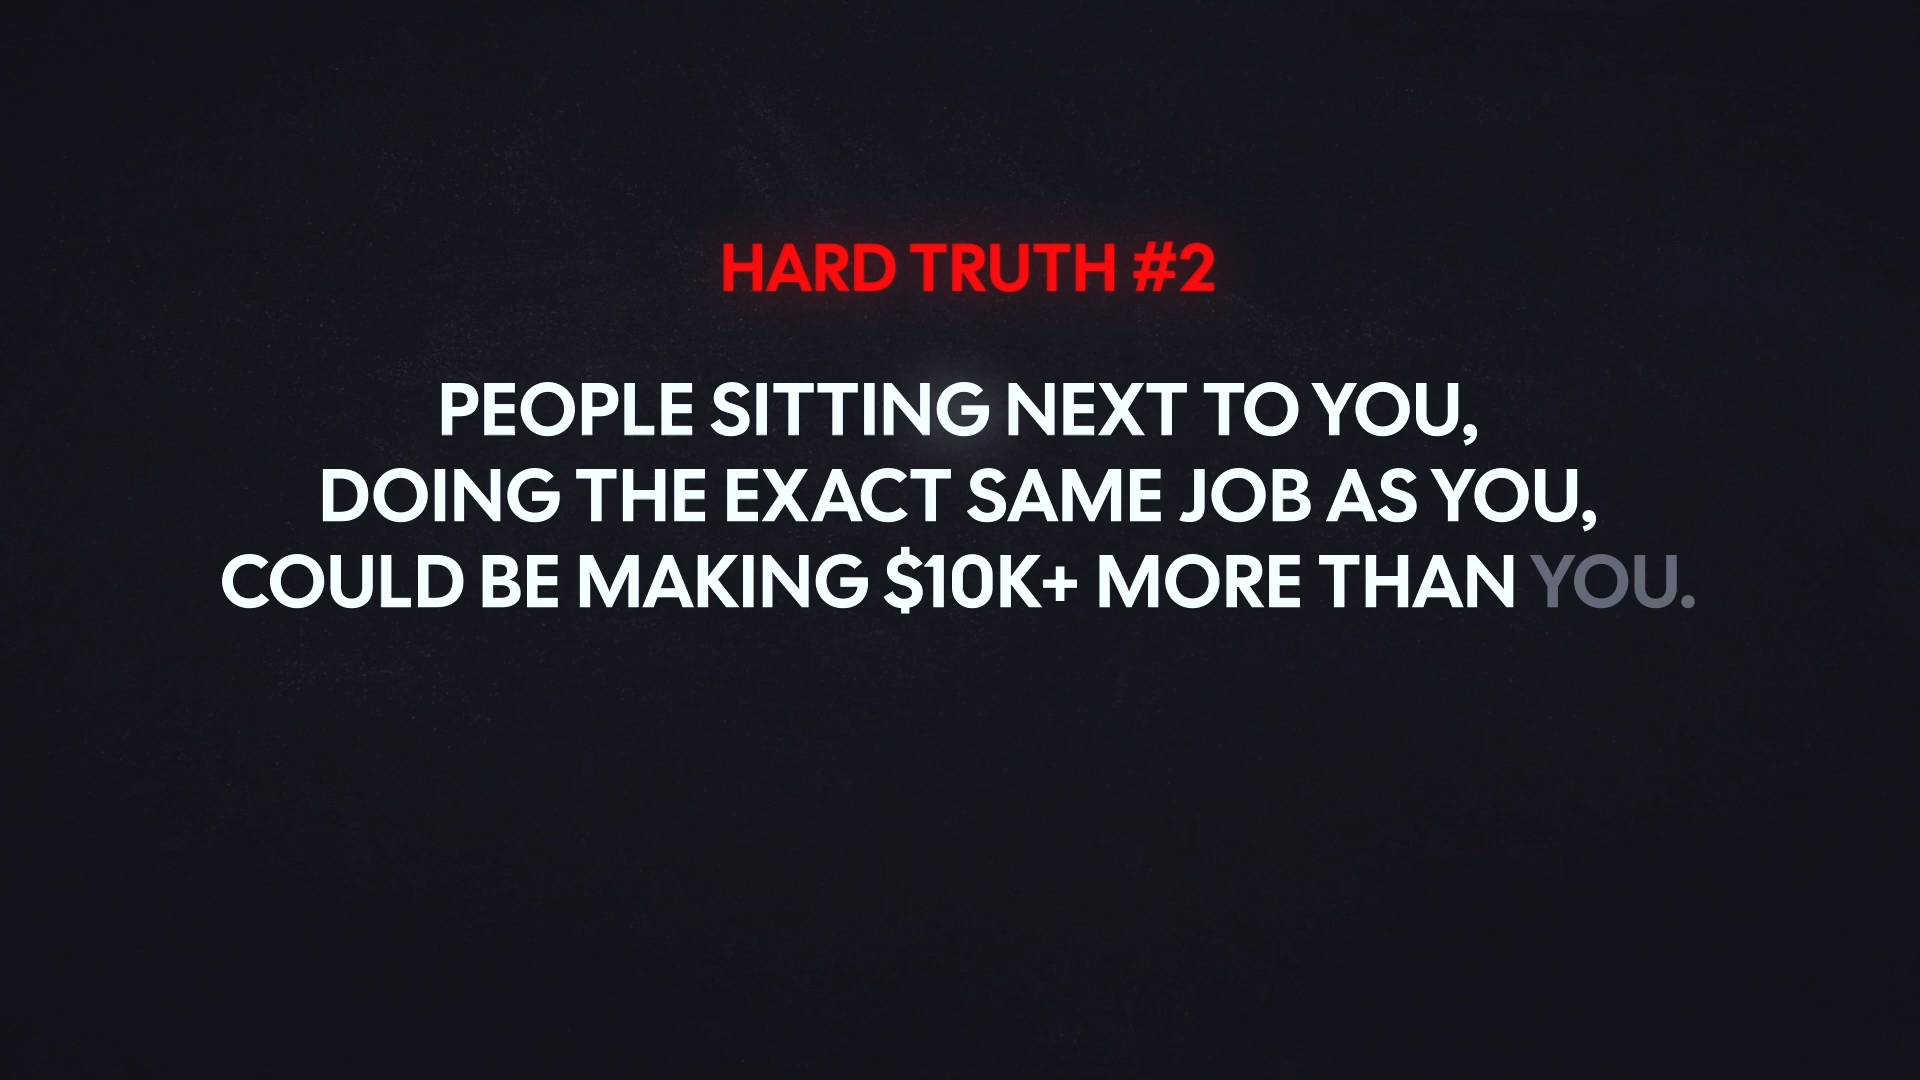 HARD TRUTH #2
PEOPLE SITTING NEXT TO YOU,
DOING THE EXACT SAME JOB AS YOU,
COULD BE MAKING $10K+ MORE THAN YOU.